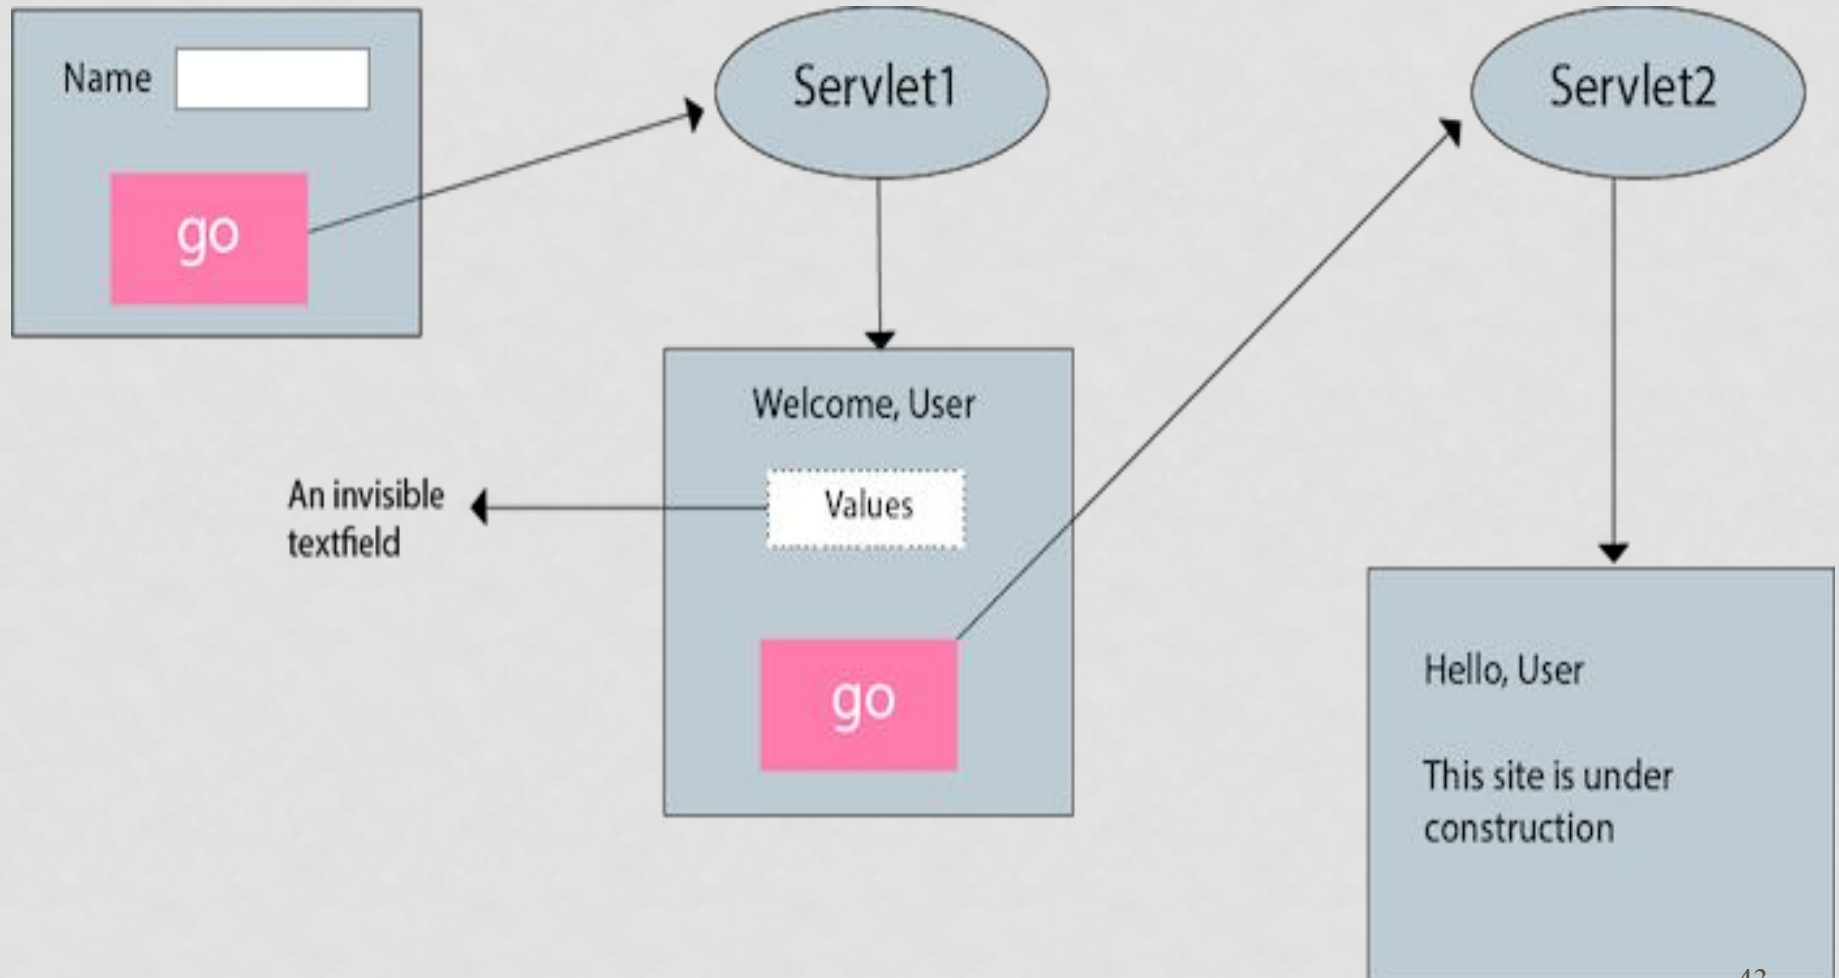 Name
go
Servlet1
Servlet2
Welcome, User
Values
An invisible
textfield
go
Hello, User
This site is under
construction